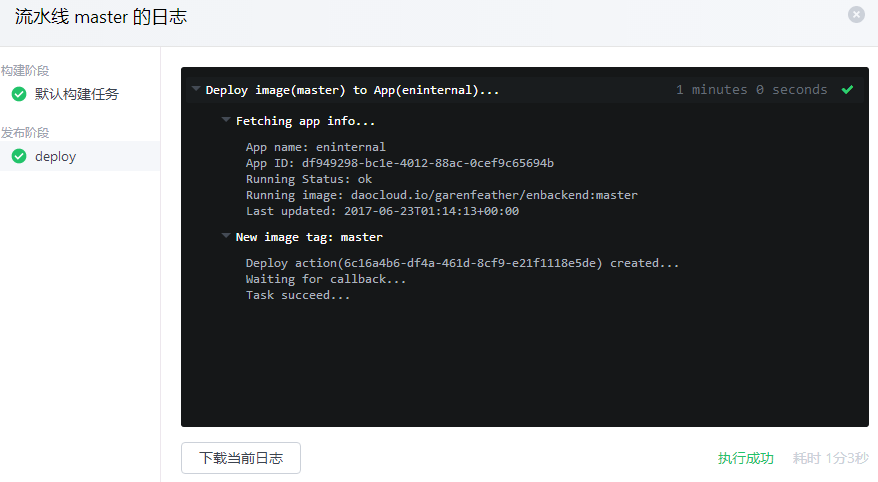 流水线 master 的日志
构建阶段
默认构建任务
发布阶段
deploy
Deploy image(master) to App(eninternal)... 1 minutes 0 seconds
Fetching app info...
App name: eninternal
App ID: df949298-bc1e-4012-88ac-0cef9c65694b
Running Status: ok
Running image: daocloud.io/garenfeather/enbackend:master
Last updated: 2017-06-23T01:14:13+00:00
New image tag: master
Deploy action(6c16a4b6-df4a-461d-8cf9-e21f1118e5de) created...
Waiting for callback...
Task succeed...
下载当前日志 执行成功 耗时 1分3秒